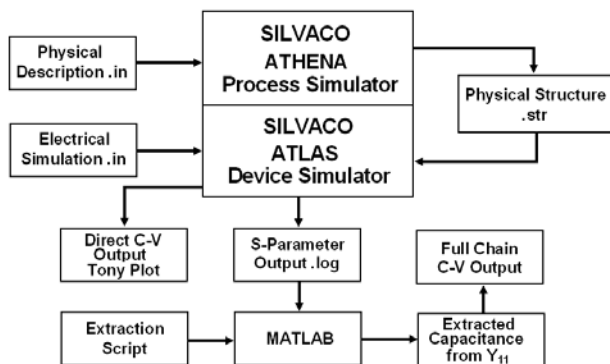 Physical
Description .in
SILVACO
ATHENA
Process Simulator
Physical Structure
.str
Electrical
Simulation .in
SILVACO
ATLAS
Device Simulator
Direct C-V
Output
Tony Plot
S-Parameter
Output .log
Full Chain
C-V Output
Extraction
Script
MATLAB
Extracted
Capacitance
from Y₁₁